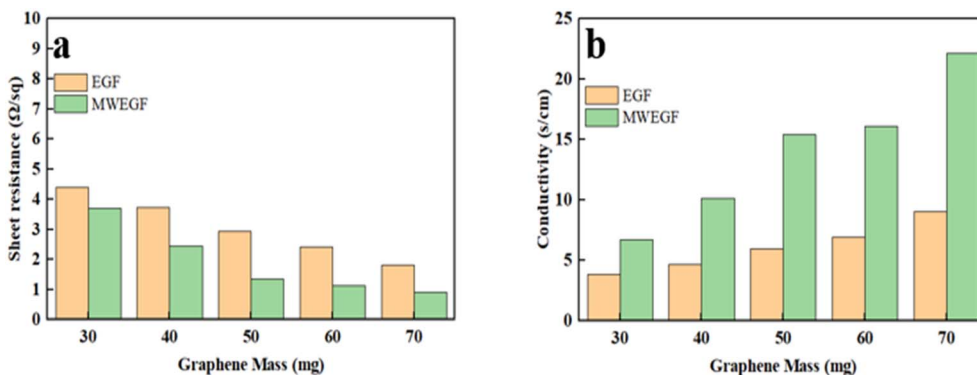 a
Sheet resistance (Ω/sq)
10
9
8
7
6
5
4
3
2
1
0
EGF
MWEGF
30 40 50 60 70
Graphene Mass (mg)
b
Conductivity (s/cm)
25
20
15
10
5
0
EGF
MWEGF
30 40 50 60 70
Graphene Mass (mg)